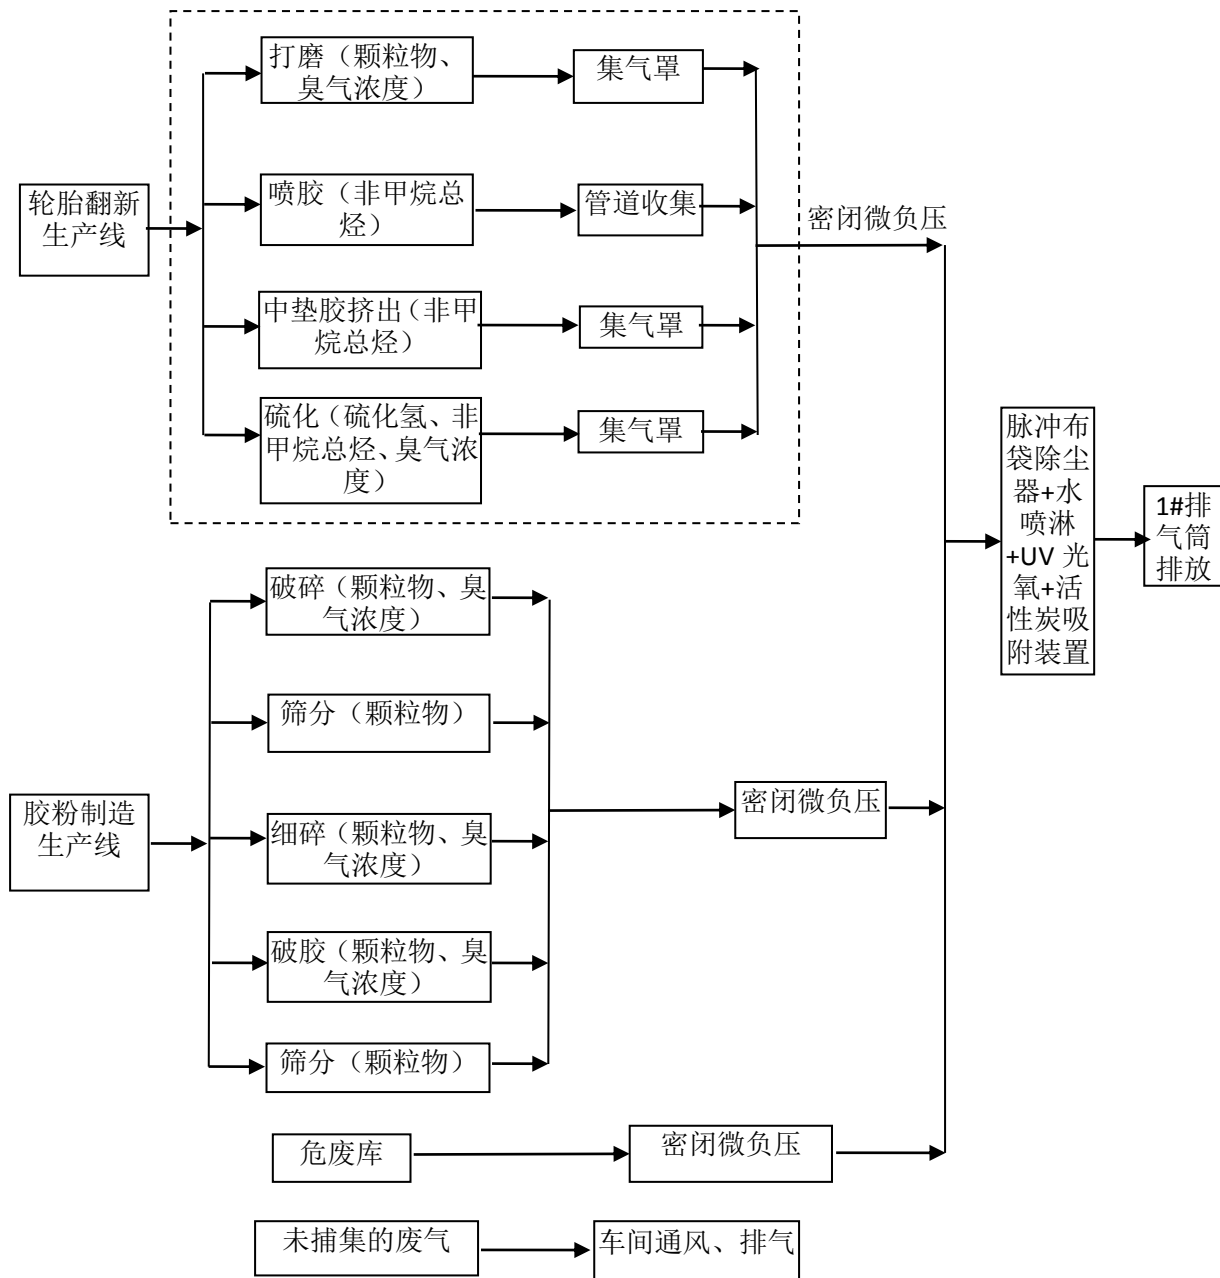 打磨（颗粒物、
臭气浓度）
集气罩
轮胎翻新
生产线
喷胶（非甲烷总
烃）
管道收集
密闭微负压
中垫胶挤出（非甲
烷总烃）
集气罩
硫化（硫化氢、非
甲烷总烃、臭气浓
度）
集气罩
脉冲布
袋除尘
器+水
喷淋
+UV 光
氧+活
性炭吸
附装置
1#排
气筒
排放
破碎（颗粒物、臭
气浓度）
筛分（颗粒物）
胶粉制造
生产线
细碎（颗粒物、臭
气浓度）
密闭微负压
破胶（颗粒物、臭
气浓度）
筛分（颗粒物）
危废库
密闭微负压
未捕集的废气
车间通风、排气